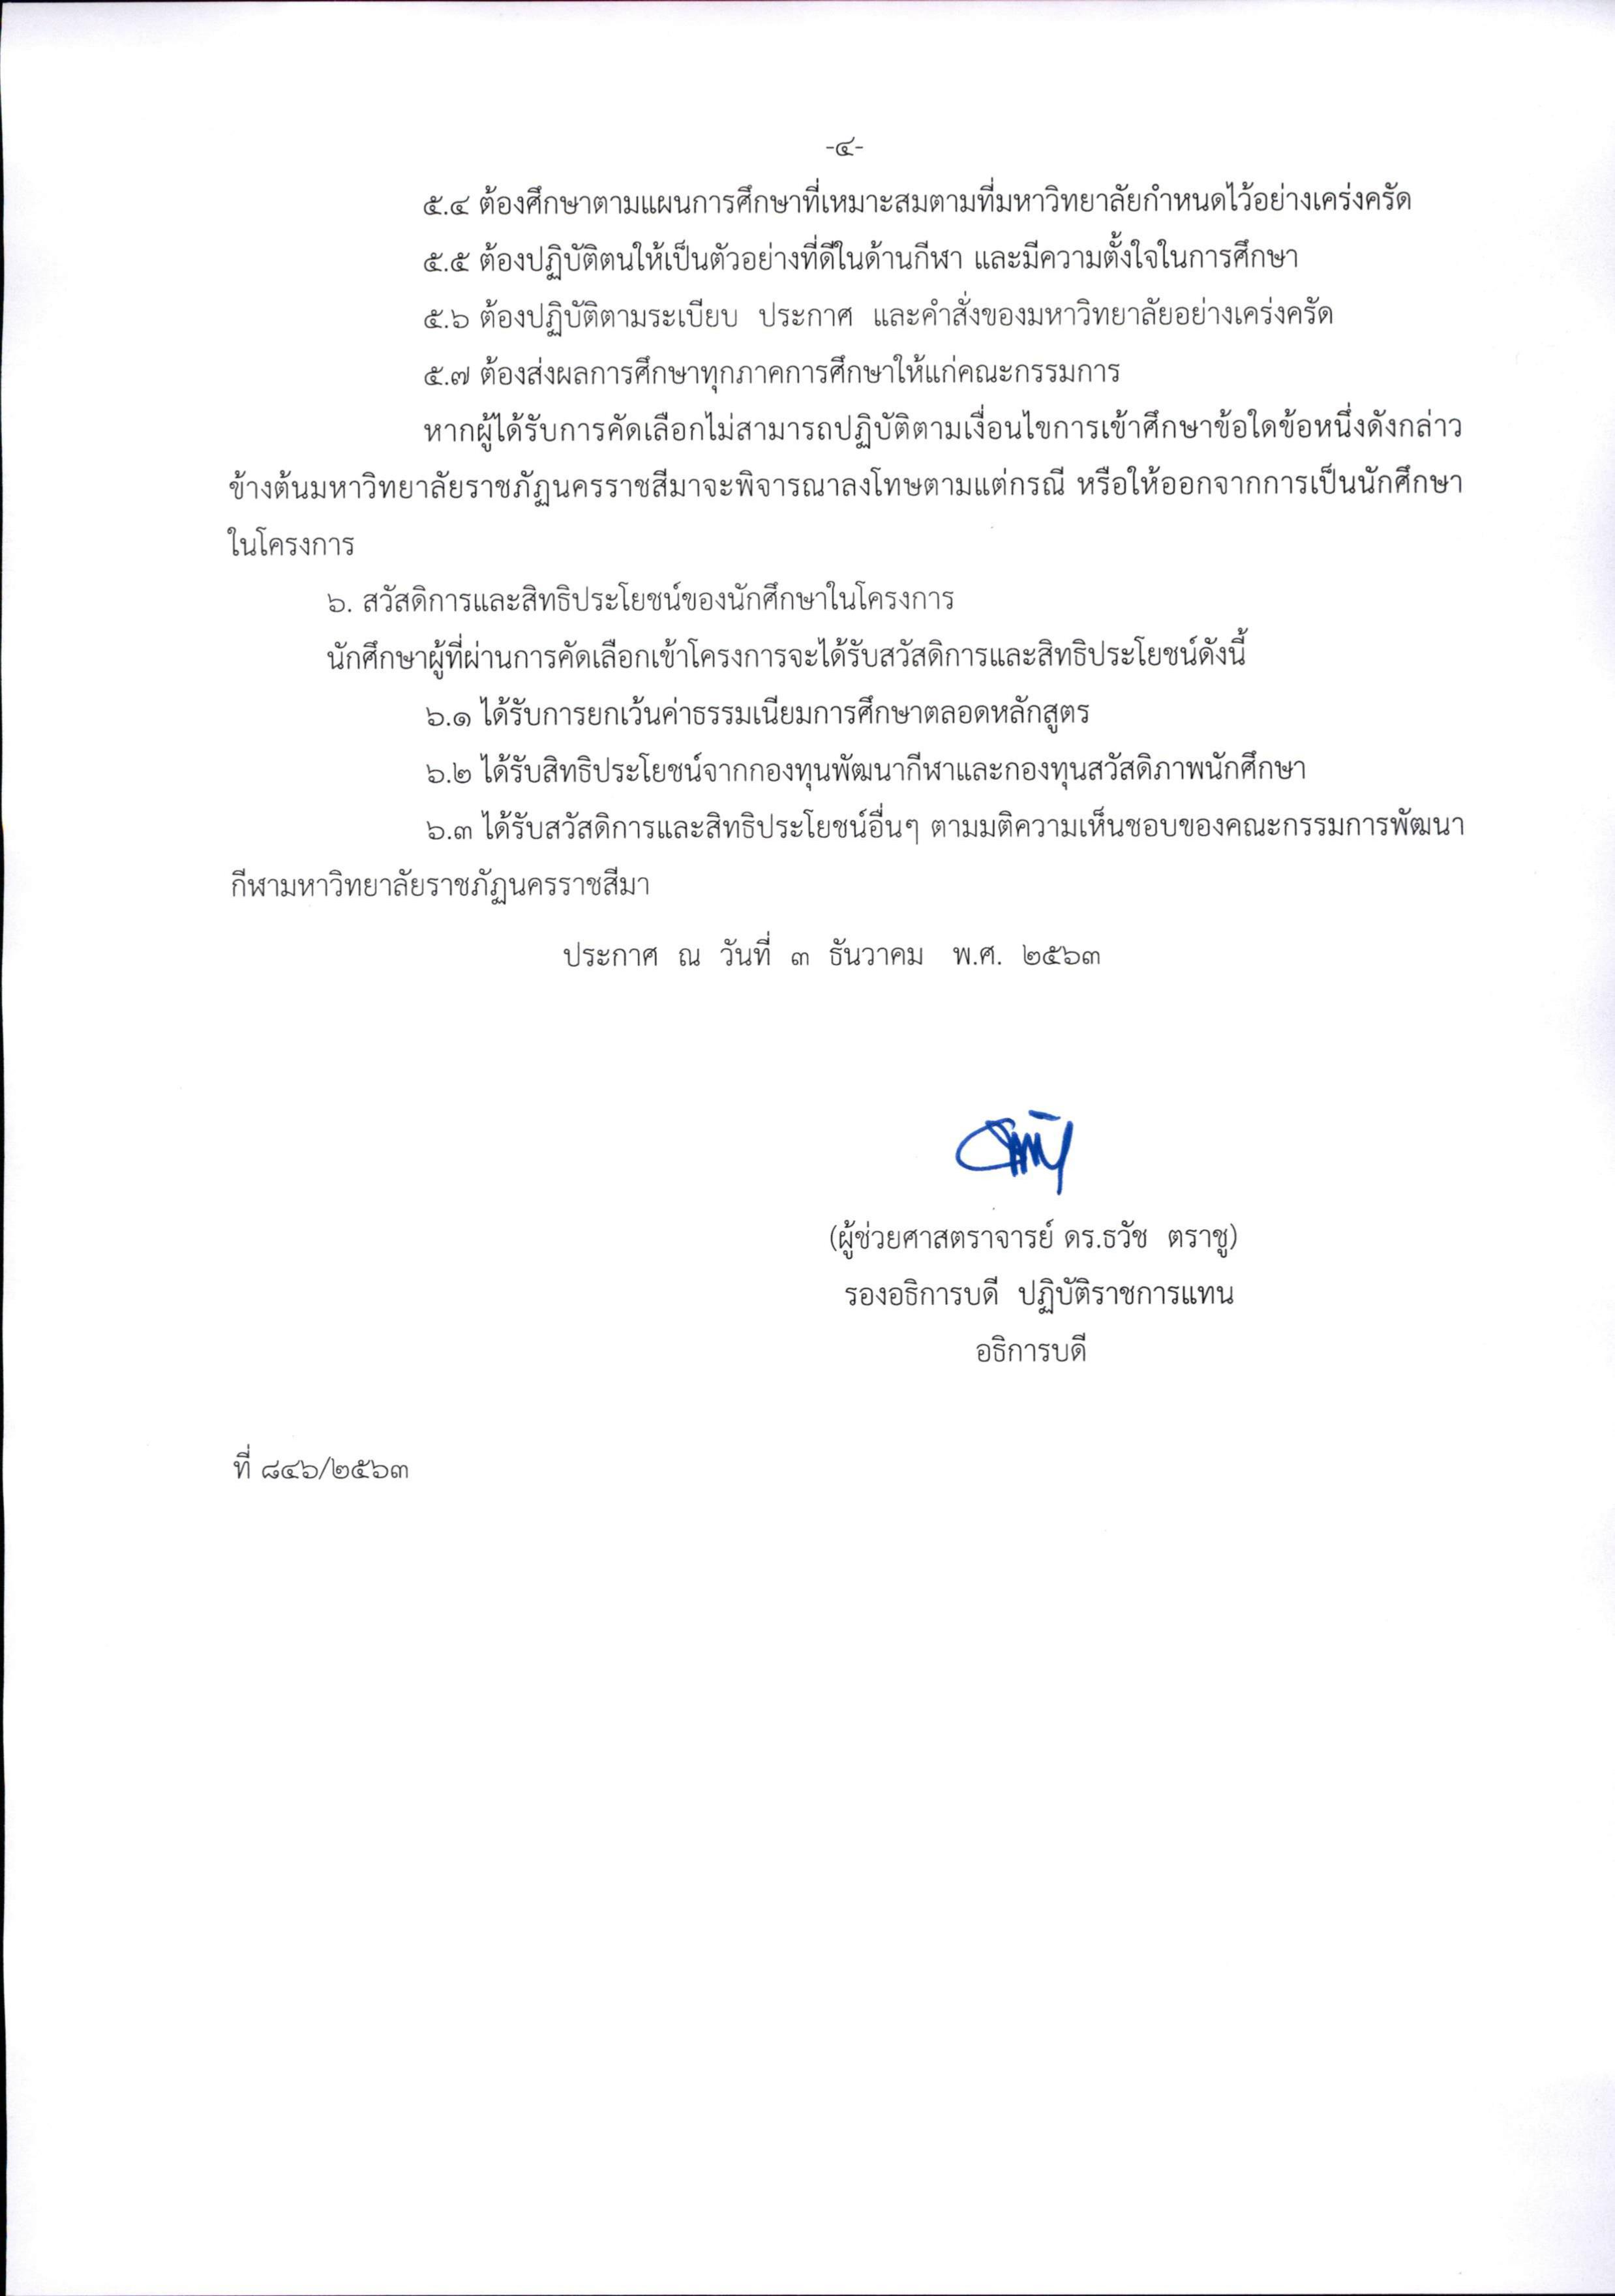 -๔-
๕.๔ ต้องศึกษาตามแผนการศึกษาที่เหมาะสมตามที่มหาวิทยาลัยกำหนดไว้อย่างเคร่งครัด
๕.๕ ต้องปฏิบัติตนให้เป็นตัวอย่างที่ดีในด้านกีฬา และมีความตั้งใจในการศึกษา
๕.๖ ต้องปฏิบัติตามระเบียบ ประกาศ และคำสั่งของมหาวิทยาลัยอย่างเคร่งครัด
๕.๗ ต้องส่งผลการศึกษาทุกภาคการศึกษาให้แก่คณะกรรมการ
หากผู้ได้รับการคัดเลือกไม่สามารถปฏิบัติตามเงื่อนไขการเข้าศึกษาข้อใดข้อหนึ่งดังกล่าว
ข้างต้นมหาวิทยาลัยราชภัฏนครราชสีมาจะพิจารณาลงโทษตามแต่กรณี หรือให้ออกจากการเป็นนักศึกษา
ในโครงการ
๖. สวัสดิการและสิทธิประโยชน์ของนักศึกษาในโครงการ
นักศึกษาผู้ที่ผ่านการคัดเลือกเข้าโครงการจะได้รับสวัสดิการและสิทธิประโยชน์ดังนี้
๖.๑ ได้รับการยกเว้นค่าธรรมเนียมการศึกษาตลอดหลักสูตร
๖.๒ ได้รับสิทธิประโยชน์จากกองทุนพัฒนากีฬาและกองทุนสวัสดิภาพนักศึกษา
๖.๓ ได้รับสวัสดิการและสิทธิประโยชน์อื่นๆ ตามมติความเห็นชอบของคณะกรรมการพัฒนา
กีฬามหาวิทยาลัยราชภัฏนครราชสีมา
ประกาศ ณ วันที่ ๓ ธันวาคม พ.ศ. ๒๕๖๓
(ผู้ช่วยศาสตราจารย์ ดร.ธวัช ตราชู)
รองอธิการบดี ปฏิบัติราชการแทน
อธิการบดี
ที่ ๘๔๖/๒๕๖๓